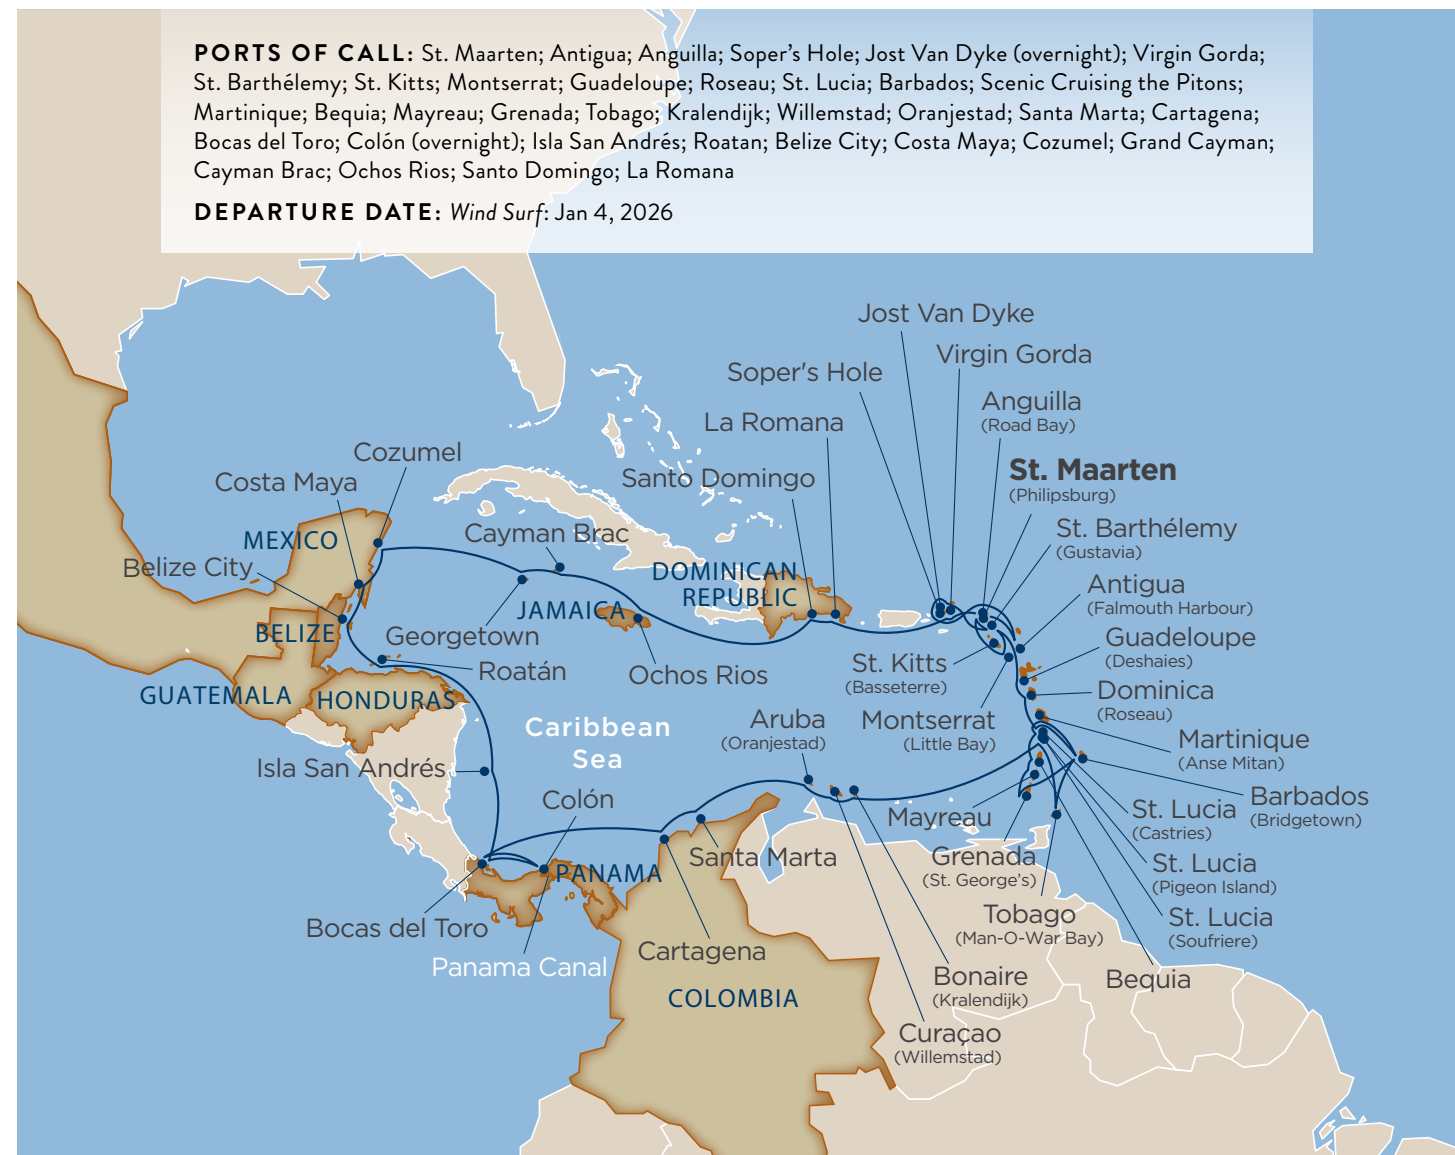 PORTS OF CALL: St. Maarten; Antigua; Anguilla; Soper's Hole; Jost Van Dyke (overnight); Virgin Gorda;
St. Barthélemy; St. Kitts; Montserrat; Guadeloupe; Roseau; St. Lucia; Barbados; Scenic Cruising the Pitons;
Martinique; Bequia; Mayreau; Grenada; Tobago; Kralendijk; Willemstad; Oranjestad; Santa Marta; Cartagena;
Bocas del Toro; Colón (overnight); Isla San Andrés; Roatan; Belize City; Costa Maya; Cozumel; Grand Cayman;
Cayman Brac; Ochos Rios; Santo Domingo; La Romana
DEPARTURE DATE: Wind Surf: Jan 4, 2026
Jost Van Dyke
Virgin Gorda
Soper's Hole
Anguilla
(Road Bay)
La Romana
Cozumel
St. Maarten
(Philipsburg)
Costa Maya
Santo Domingo
St. Barthélemy
(Gustavia)
Cayman Brac
MEXICO
Belize City
DOMINICAN
REPUBLIC
Antigua
(Falmouth Harbour)
JAMAICA
BELIZE
Georgetown
Guadeloupe
(Deshaies)
Roatán
Ochos Rios
St. Kitts
(Basseterre)
GUATEMALA
HONDURAS
Dominica
(Roseau)
Caribbean
Sea
Aruba
(Oranjestad)
Montserrat
(Little Bay)
Martinique
(Anse Mitan)
Isla San Andrés
Colón
Barbados
(Bridgetown)
Mayreau
St. Lucia
(Castries)
Santa Marta
Grenada
(St. George's)
St. Lucia
(Pigeon Island)
PANAMA
Tobago
(Man-O-War Bay)
St. Lucia
(Soufriere)
Bocas del Toro
Cartagena
Panama Canal
Bonaire
(Kralendijk)
Bequia
COLOMBIA
Curaçao
(Willemstad)